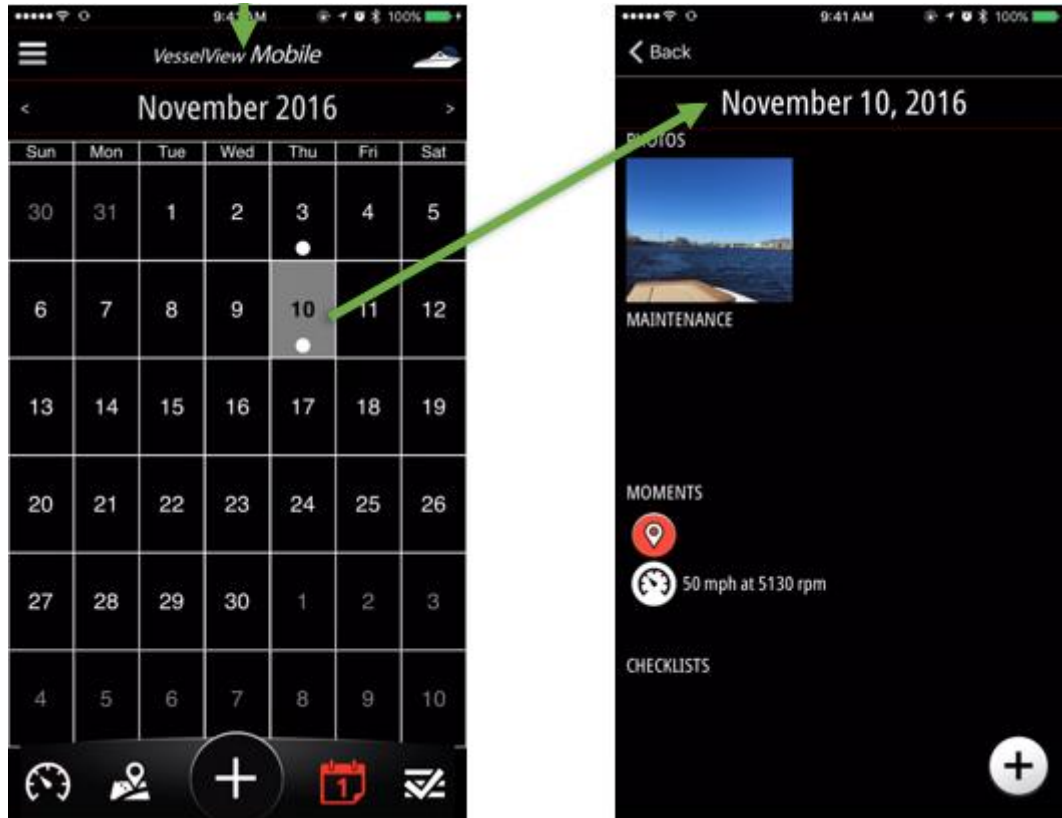 9:41 AM
100%
VesselView Mobile
< November 2016 >
Sun Mon Tue Wed Thu Fri Sat
30 31 1 2 3 4 5
6 7 8 9 10 11 12
13 14 15 16 17 18 19
20 21 22 23 24 25 26
27 28 29 30 1 2 3
4 5 6 7 8 9 10
+
1
9:41 AM
100%
Back
November 10, 2016
PHOTOS
MAINTENANCE
MOMENTS
50 mph at 5130 rpm
CHECKLISTS
+